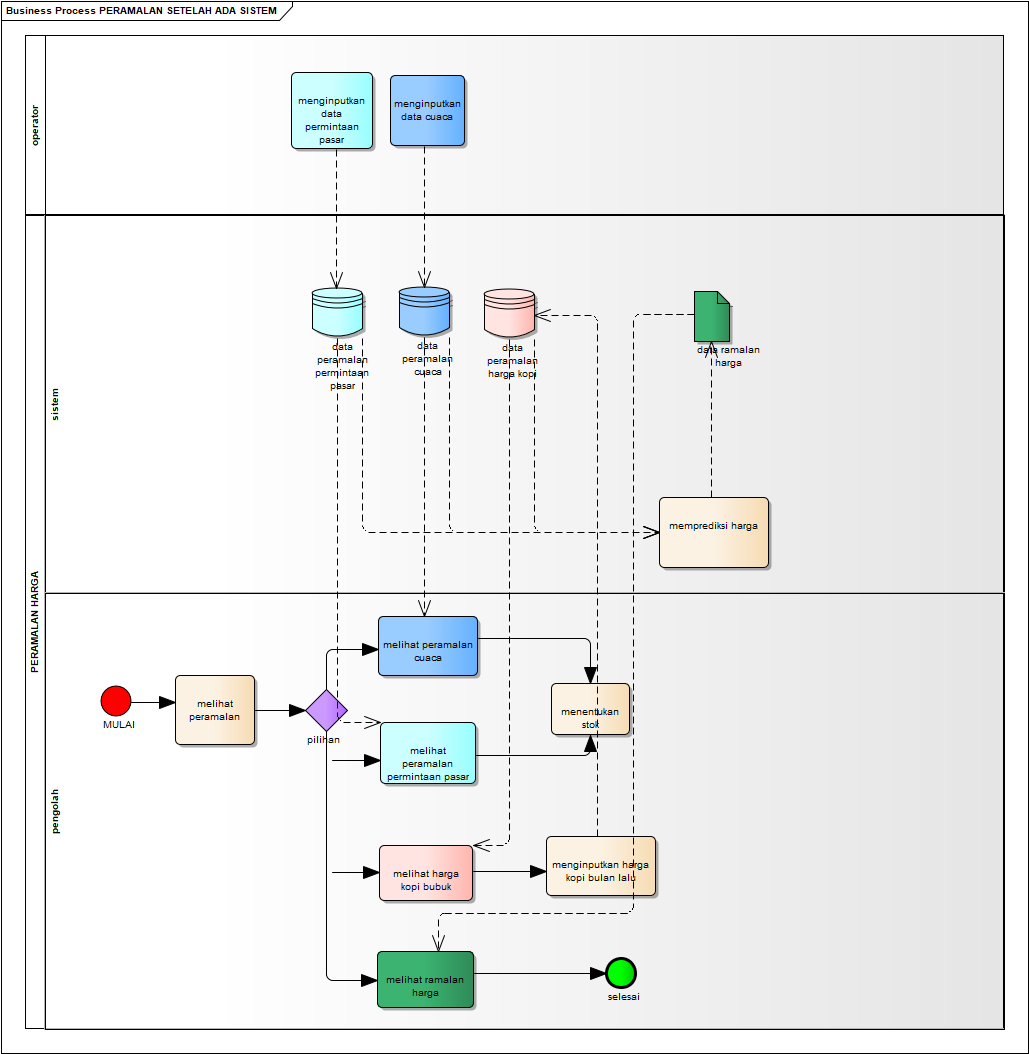 Business Process PERAMALAN SETELAH ADA SISTEM
PERAMALAN HARGA
operator
menginputkan
data
permintaan
pasar
menginputkan
data cuaca
sistem
data
peramalan
permintaan
pasar
data
peramalan
cuaca
data
peramalan
harga kopi
data ramalan
harga
memprediksi harga
pengolah
MULAI
melihat
peramalan
pilihan
melihat peramalan
cuaca
melihat
peramalan
permintaan pasar
menentukan
stok
melihat harga
kopi bubuk
menginputkan harga
kopi bulan lalu
melihat ramalan
harga
selesai